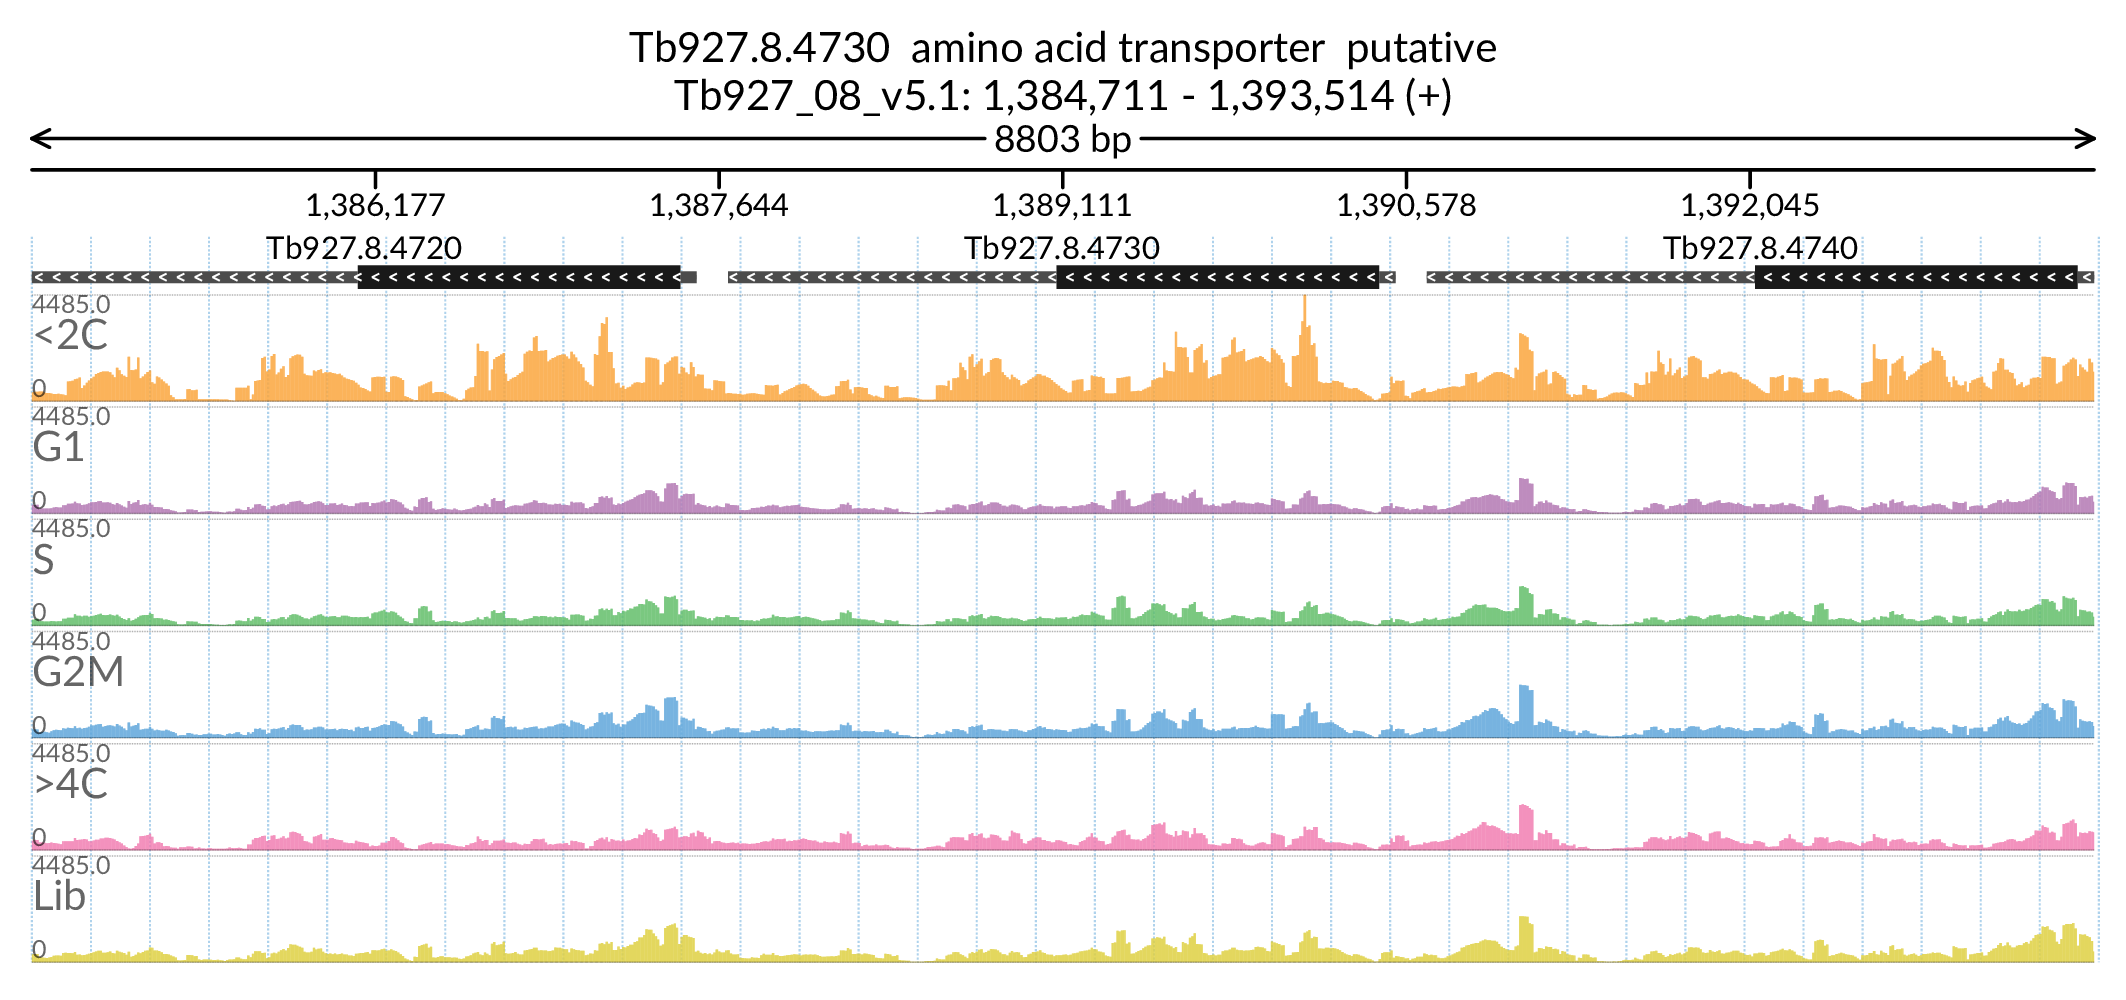 Tb927.8.4730  amino acid transporter  putative
Tb927_08_v5.1: 1,384,711 - 1,393,514 (+)
8803 bp
1,386,177 1,387,644 1,389,111 1,390,578 1,392,045
Tb927.8.4720 Tb927.8.4730 Tb927.8.4740
4485.0
<2C
0
4485.0
G1
0
4485.0
S
0
4485.0
G2M
0
4485.0
>4C
0
4485.0
Lib
0